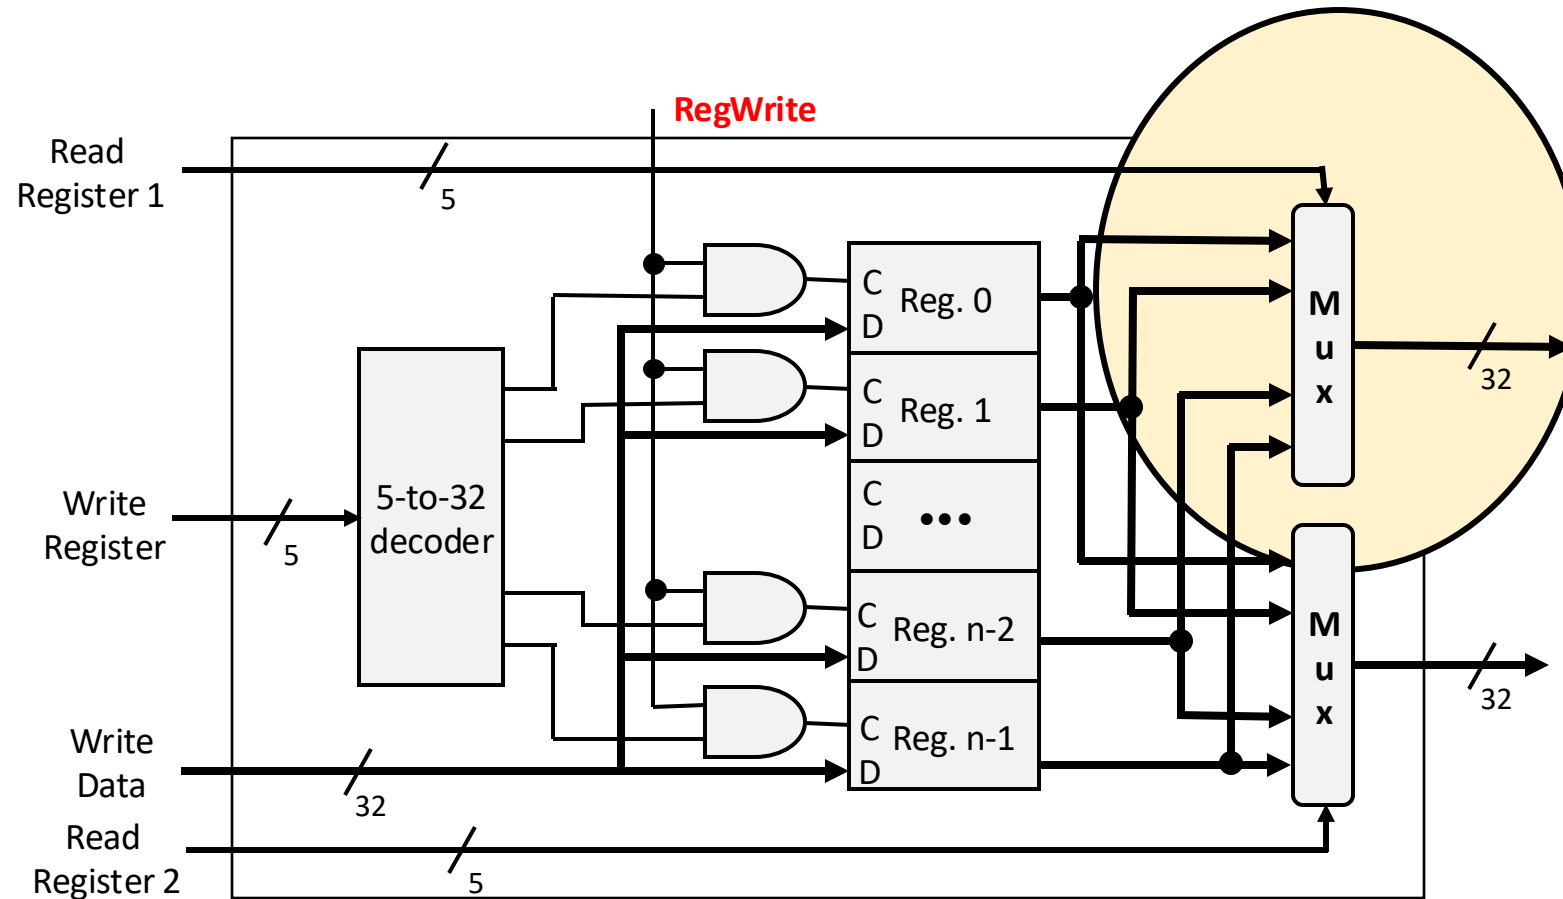 RegWrite
Read
Register 1
5
C
D
Reg. 0
M
u
x
32
C
D
Reg. 1
Write
Register
5
5-to-32
decoder
C
D
•••
C
D
Reg. n-2
M
u
x
32
C
D
Reg. n-1
Write
Data
32
Read
Register 2
5